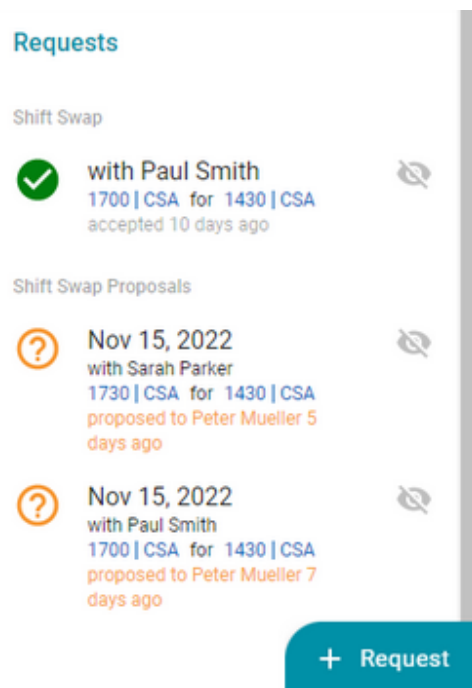 Requests
Shift Swap
with Paul Smith
1700 | CSA for 1430 | CSA
accepted 10 days ago
Shift Swap Proposals
Nov 15, 2022
with Sarah Parker
1730 | CSA for 1430 | CSA
proposed to Peter Mueller 5
days ago
Nov 15, 2022
with Paul Smith
1700 | CSA for 1430 | CSA
proposed to Peter Mueller 7
days ago
+ Request